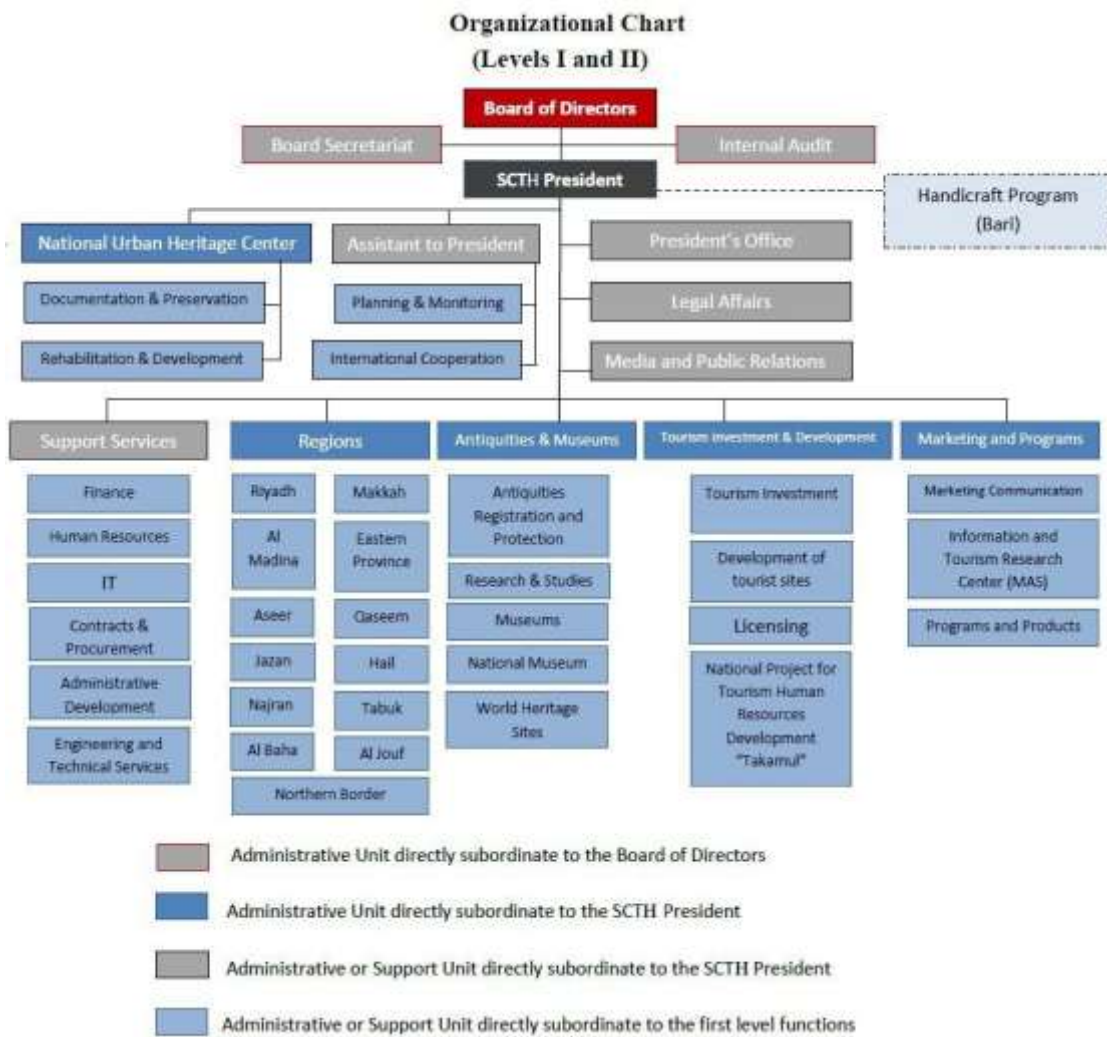 Organizational Chart
(Levels I and II)
Board of Directors
Board Secretariat
Internal Audit
SCTH President
Handicraft Program
(Bari)
National Urban Heritage Center
Assistant to President
President's Office
Documentation & Preservation
Planning & Monitoring
Legal Affairs
Rehabilitation & Development
International Cooperation
Media and Public Relations
Support Services
Regions
Antiquities & Museums
Tourism Investment & Development
Marketing and Programs
Finance
Human Resources
IT
Contracts &
Procurement
Administrative
Development
Engineering and
Technical Services
Riyadh
Makkah
Al
Madina
Eastern
Province
Aseer
Qaseem
Jazan
Hail
Najran
Tabuk
Al Baha
Al Jouf
Northern Border
Antiquities
Registration and
Protection
Research & Studies
Museums
National Museum
World Heritage
Sites
Tourism Investment
Development of
tourist sites
Licensing
National Project for
Tourism Human
Resources
Development
"Takamul"
Marketing Communication
Information and
Tourism Research
Center (MAS)
Programs and Products
Administrative Unit directly subordinate to the Board of Directors
Administrative Unit directly subordinate to the SCTH President
Administrative or Support Unit directly subordinate to the SCTH President
Administrative or Support Unit directly subordinate to the first level functions